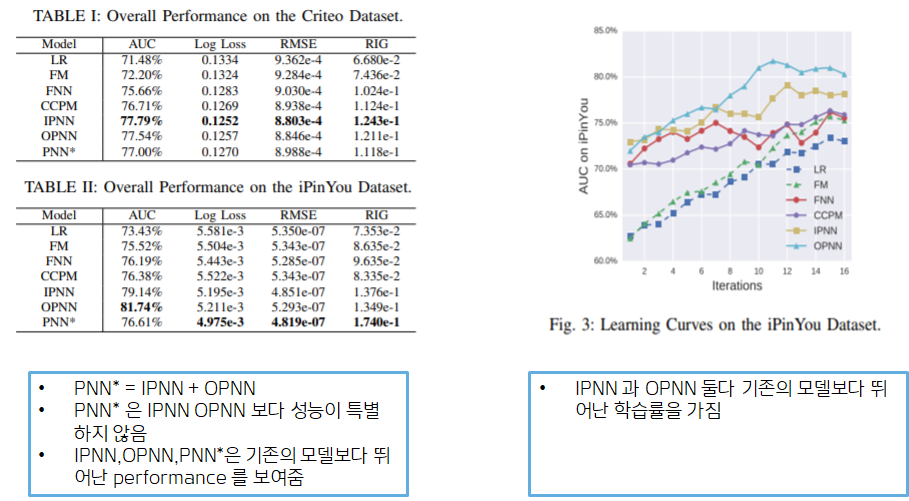 TABLE I: Overall Performance on the Criteo Dataset.
Model AUC Log Loss RMSE RIG
LR 71.48% 0.1334 9.362e-4 6.680e-2
FM 72.20% 0.1324 9.284e-4 7.436e-2
FNN 75.66% 0.1283 9.030e-4 1.024e-1
CCPM 76.71% 0.1269 8.938e-4 1.124e-1
IPNN 77.79% 0.1252 8.803e-4 1.243e-1
OPNN 77.54% 0.1257 8.846e-4 1.211e-1
PNN* 77.00% 0.1270 8.988e-4 1.118e-1
TABLE II: Overall Performance on the iPinYou Dataset.
Model AUC Log Loss RMSE RIG
LR 73.43% 5.581e-3 5.350e-07 7.353e-2
FM 75.52% 5.504e-3 5.343e-07 8.635e-2
FNN 76.19% 5.443e-3 5.285e-07 9.635e-2
CCPM 76.38% 5.522e-3 5.343e-07 8.335e-2
IPNN 79.14% 5.195e-3 4.851e-07 1.376e-1
OPNN 81.74% 5.211e-3 5.293e-07 1.349e-1
PNN* 76.61% 4.975e-3 4.819e-07 1.740e-1
85.0%
80.0%
75.0%
70.0%
65.0%
60.0%
AUC on iPinYou
LR
FM
FNN
CCPM
IPNN
OPNN
2 4 6 8 10 12 14 16
Iterations
Fig. 3: Learning Curves on the iPinYou Dataset.
• PNN* = IPNN + OPNN
• PNN* 은 IPNN OPNN 보다 성능이 특별
하지 않음
• IPNN,OPNN,PNN*은 기존의 모델보다 뛰
어난 performance 를 보여줌
• IPNN 과 OPNN 둘다 기존의 모델보다 뛰
어난 학습률을 가짐